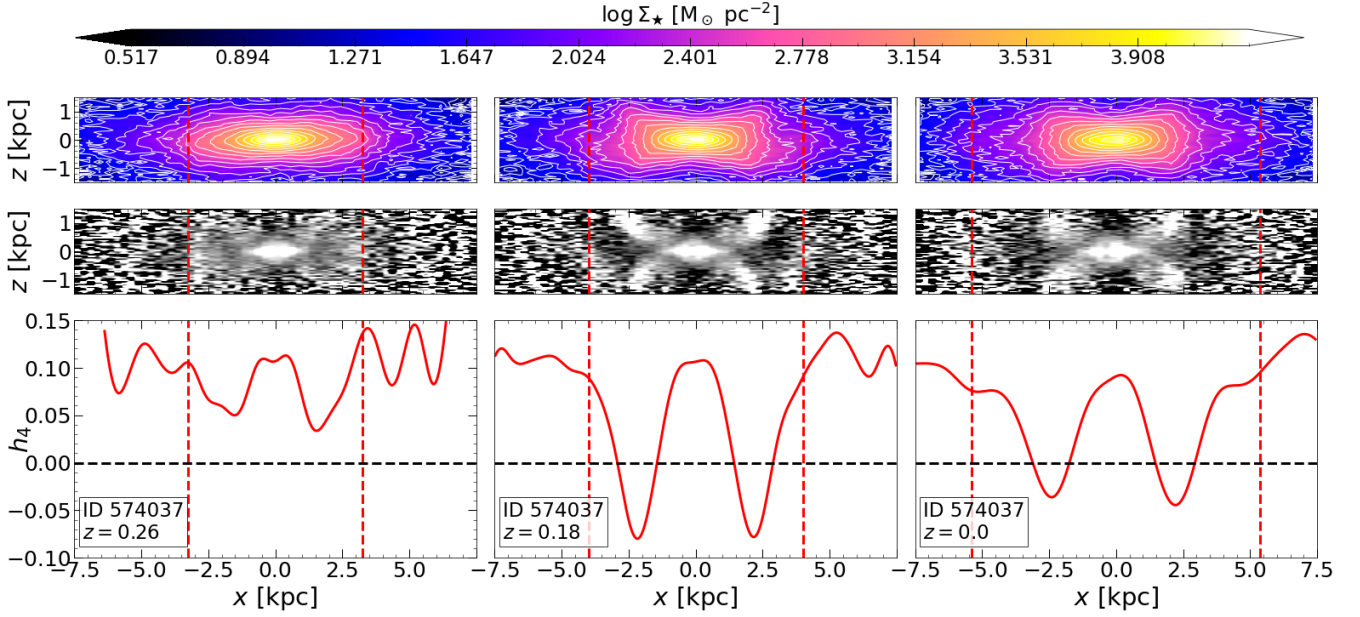 log Σ★ [M⊙ pc⁻²]
0.517 0.894 1.271 1.647 2.024 2.401 2.778 3.154 3.531 3.908
z [kpc]
1
0
−1
z [kpc]
1
0
−1
h₄
0.15
0.10
0.05
0.00
−0.05
−0.10
ID 574037
z = 0.26
ID 574037
z = 0.18
ID 574037
z = 0.0
−7.5 −5.0 −2.5 0.0 2.5 5.0 −7.5 −5.0 −2.5 0.0 2.5 5.0 −7.5 −5.0 −2.5 0.0 2.5 5.0 7.5
x [kpc] x [kpc] x [kpc]